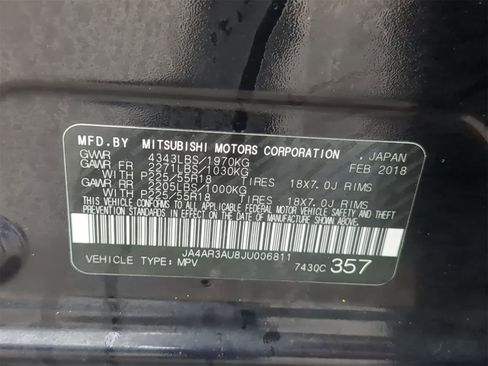 MFD.BY MITSUBISHI MOTORS CORPORATION . JAPAN
GVWR 4343LBS/1970KG FEB 2018
GAWR FR 2271LBS/1030KG
WITH P225/55R18 TIRES 18X7.0J RIMS
GAWR RR 2205LBS/1000KG
WITH P225/55R18 TIRES 18X7.0J RIMS
THIS VEHICLE CONFORMS TO ALL APPLICABLE FEDERAL MOTOR VEHICLE SAFETY AND THEFT
PREVENTION STANDARDS IN EFFECT ON THE DATE OF MANUFACTURE SHOWN ABOVE.
JA4AR3AU8JU006811
VEHICLE TYPE: MPV 7430C 357